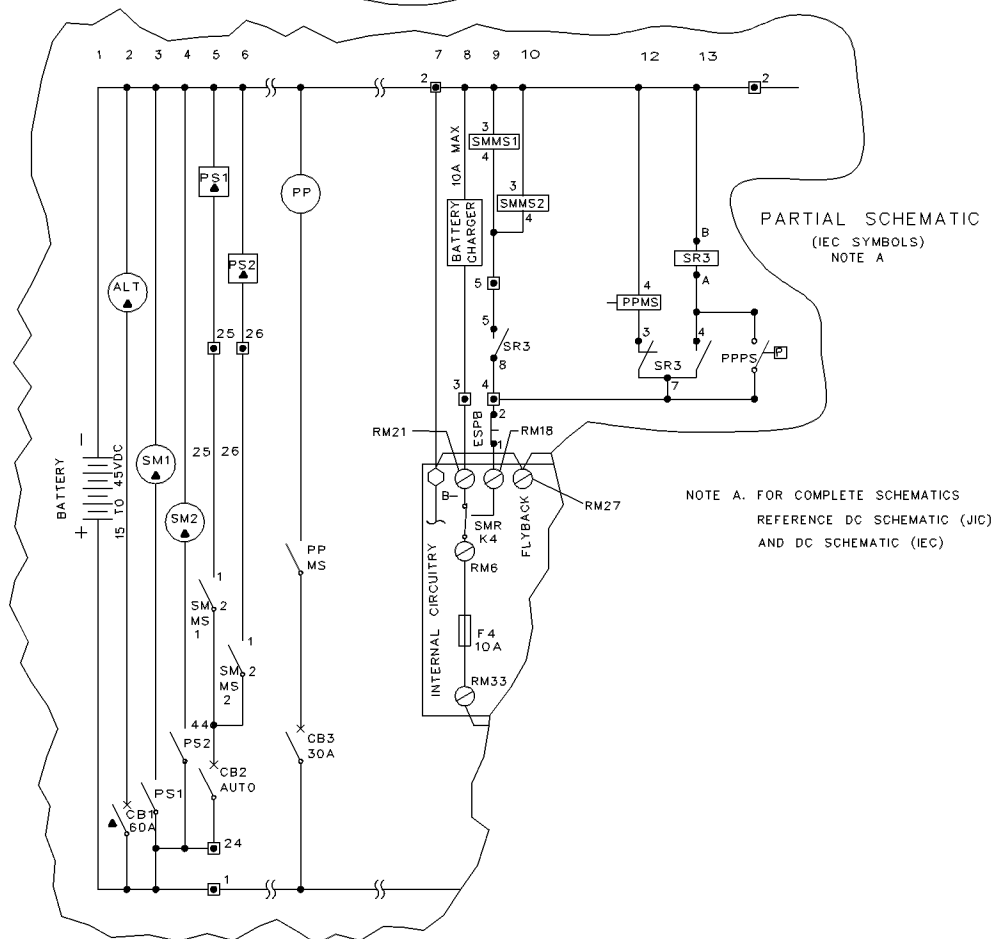 1 2 3 4 5 6 7 8 9 10 12 13
2
2
10A MAX
3
SMMS1
4
3
SMMS2
4
PS1
PP
BATTERY
CHARGER
PARTIAL SCHEMATIC
(IEC SYMBOLS)
NOTE A
B
SR3
A
PS2
ALT
5
4
PPMS
25 26
5
SR3
8
3
4
SR3
7
PPPS
P
3
4
ESPB
2
1
RM21
RM18
25 26
BATTERY
-
+
15 TO 45VDC
SM1
SM2
B-
RM27
SMR
K4
FLYBACK
NOTE A. FOR COMPLETE SCHEMATICS
REFERENCE DC SCHEMATIC (JIC)
AND DC SCHEMATIC (IEC)
PP
MS
RM6
1
SM 2
MS
1
INTERNAL CIRCUITRY
F4
10A
1
SM 2
MS
2
RM33
44
PS2
CB3
30A
CB2
AUTO
PS1
CB1
60A
24
1